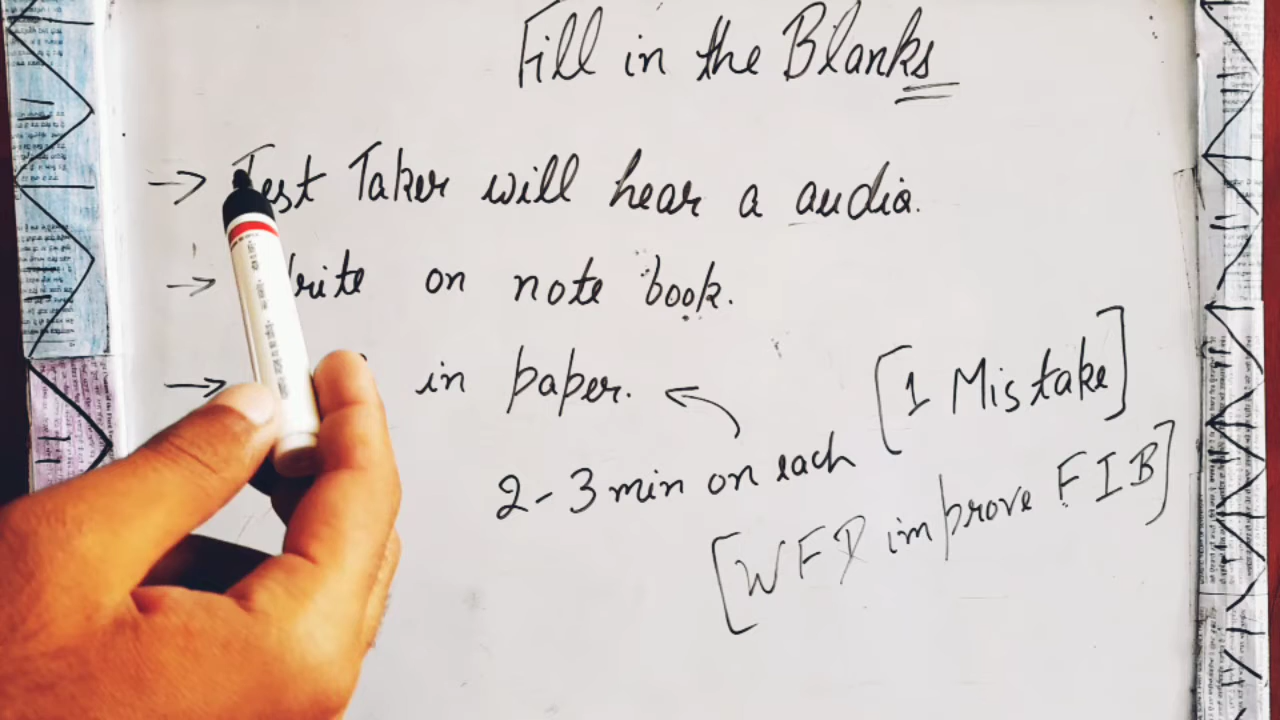 Fill in the Blanks
→ Test Taker will hear a audio.
→ Write on note book.
→ in paper.
[1 Mistake]
2-3 min on each
[WFD improve FIB]